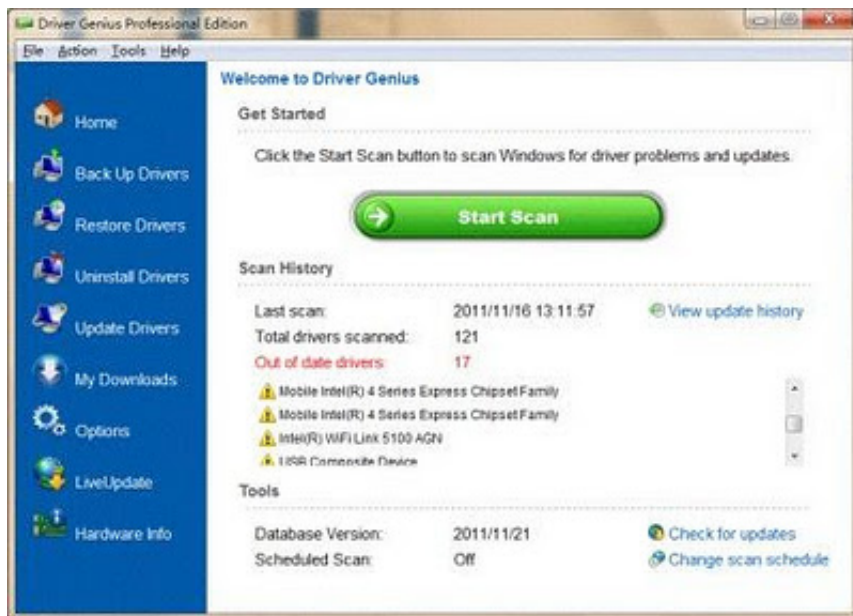 Driver Genius Professional Edition
File Action Tools Help
Welcome to Driver Genius
Get Started
Click the Start Scan button to scan Windows for driver problems and updates.
Start Scan
Home
Back Up Drivers
Restore Drivers
Uninstall Drivers
Update Drivers
My Downloads
Options
LiveUpdate
Hardware Info
Scan History
Last scan: 2011/11/16 13:11:57 View update history
Total drivers scanned: 121
Out of date drivers: 17
Mobile Intel(R) 4 Series Express Chipset Family
Mobile Intel(R) 4 Series Express Chipset Family
Intel(R) WiFi Link 5100 AGN
USB Composite Device
Tools
Database Version: 2011/11/21 Check for updates
Scheduled Scan: Off Change scan schedule